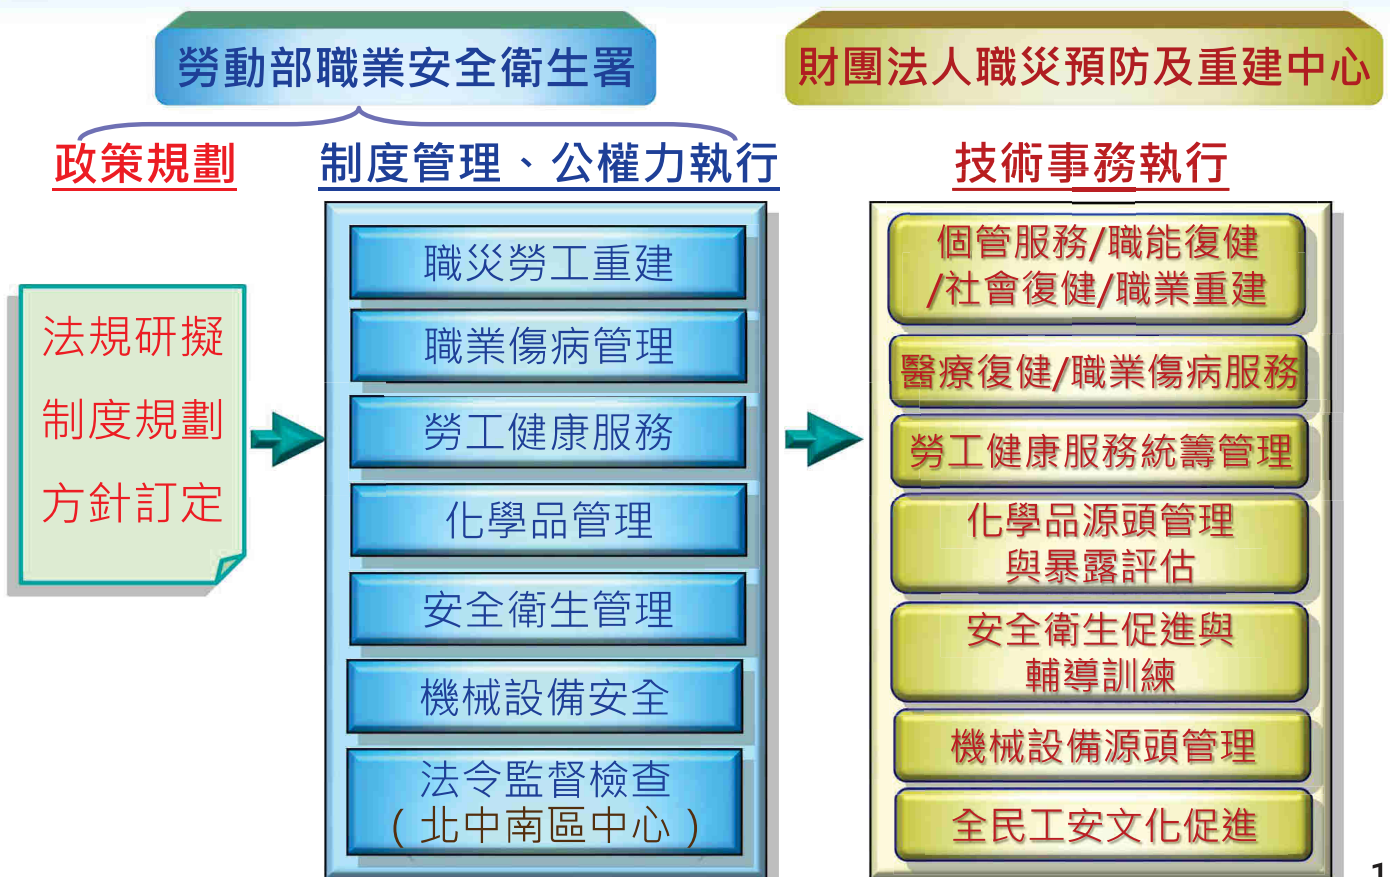 勞動部職業安全衛生署
財團法人職災預防及重建中心
政策規劃
制度管理、公權力執行
技術事務執行
法規研擬
制度規劃
方針訂定
職災勞工重建
職業傷病管理
勞工健康服務
化學品管理
安全衛生管理
機械設備安全
法令監督檢查
(北中南區中心)
個管服務/職能復健
/社會復健/職業重建
醫療復健/職業傷病服務
勞工健康服務統籌管理
化學品源頭管理
與暴露評估
安全衛生促進與
輔導訓練
機械設備源頭管理
全民工安文化促進